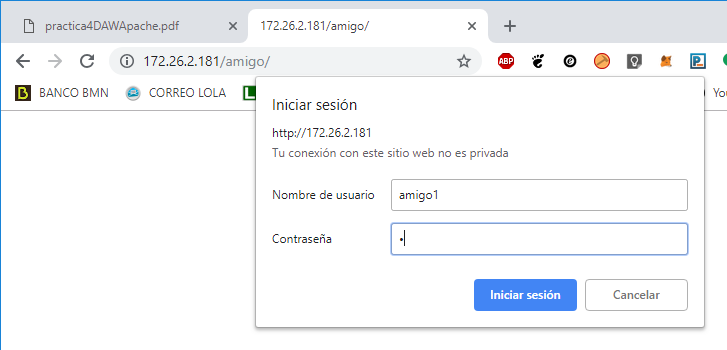 practica4DAWApache.pdf
172.26.2.181/amigo/
172.26.2.181/amigo/
ABP
BANCO BMN
CORREO LOLA
You
Iniciar sesión
http://172.26.2.181
Tu conexión con este sitio web no es privada
Nombre de usuario
amigo1
Contraseña
•
Iniciar sesión
Cancelar